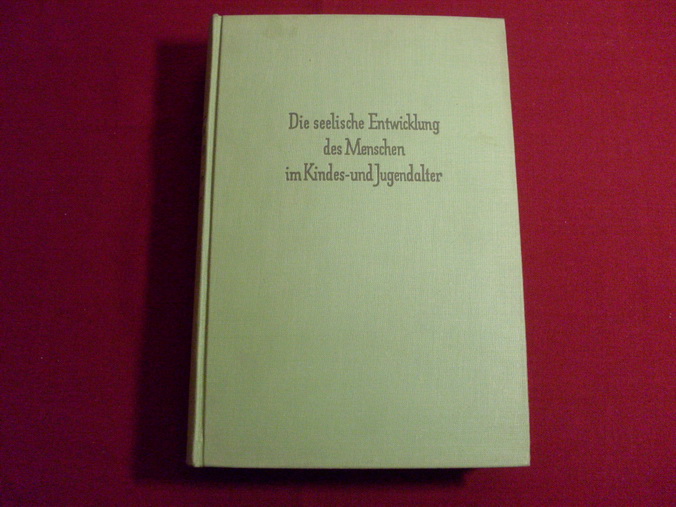 Die seelische Entwicklung
des Menschen
im Kindes-und Jugendalter